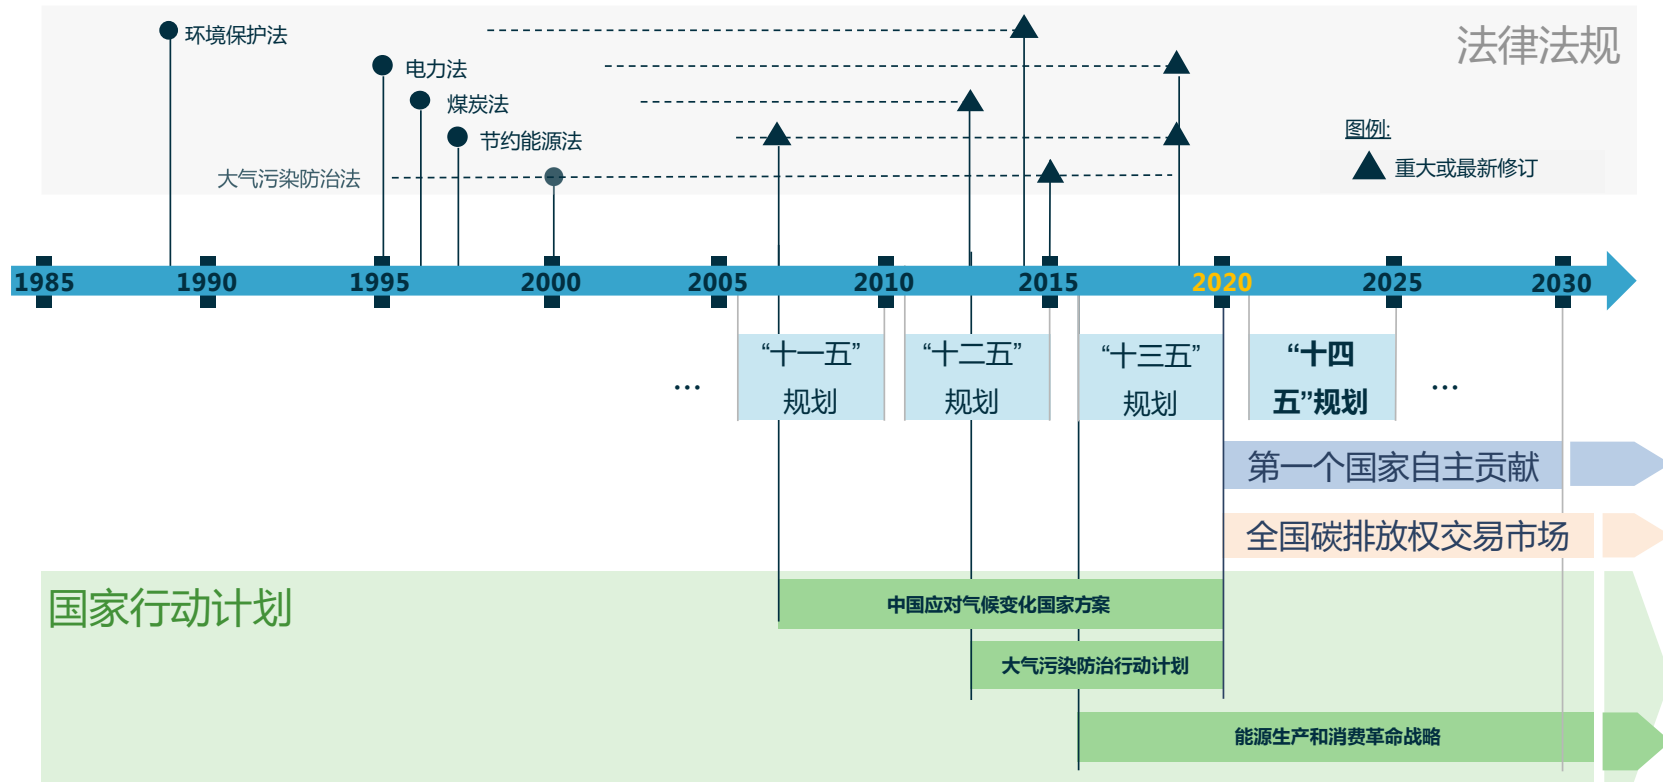 环境保护法
法律法规
电力法
煤炭法
节约能源法
图例:
重大或最新修订
大气污染防治法
1985 1990 1995 2000 2005 2010 2015 2020 2025 2030
“十一五”
规划
“十二五”
规划
“十三五”
规划
“十四
五”规划
...
...
第一个国家自主贡献
全国碳排放权交易市场
国家行动计划
中国应对气候变化国家方案
大气污染防治行动计划
能源生产和消费革命战略